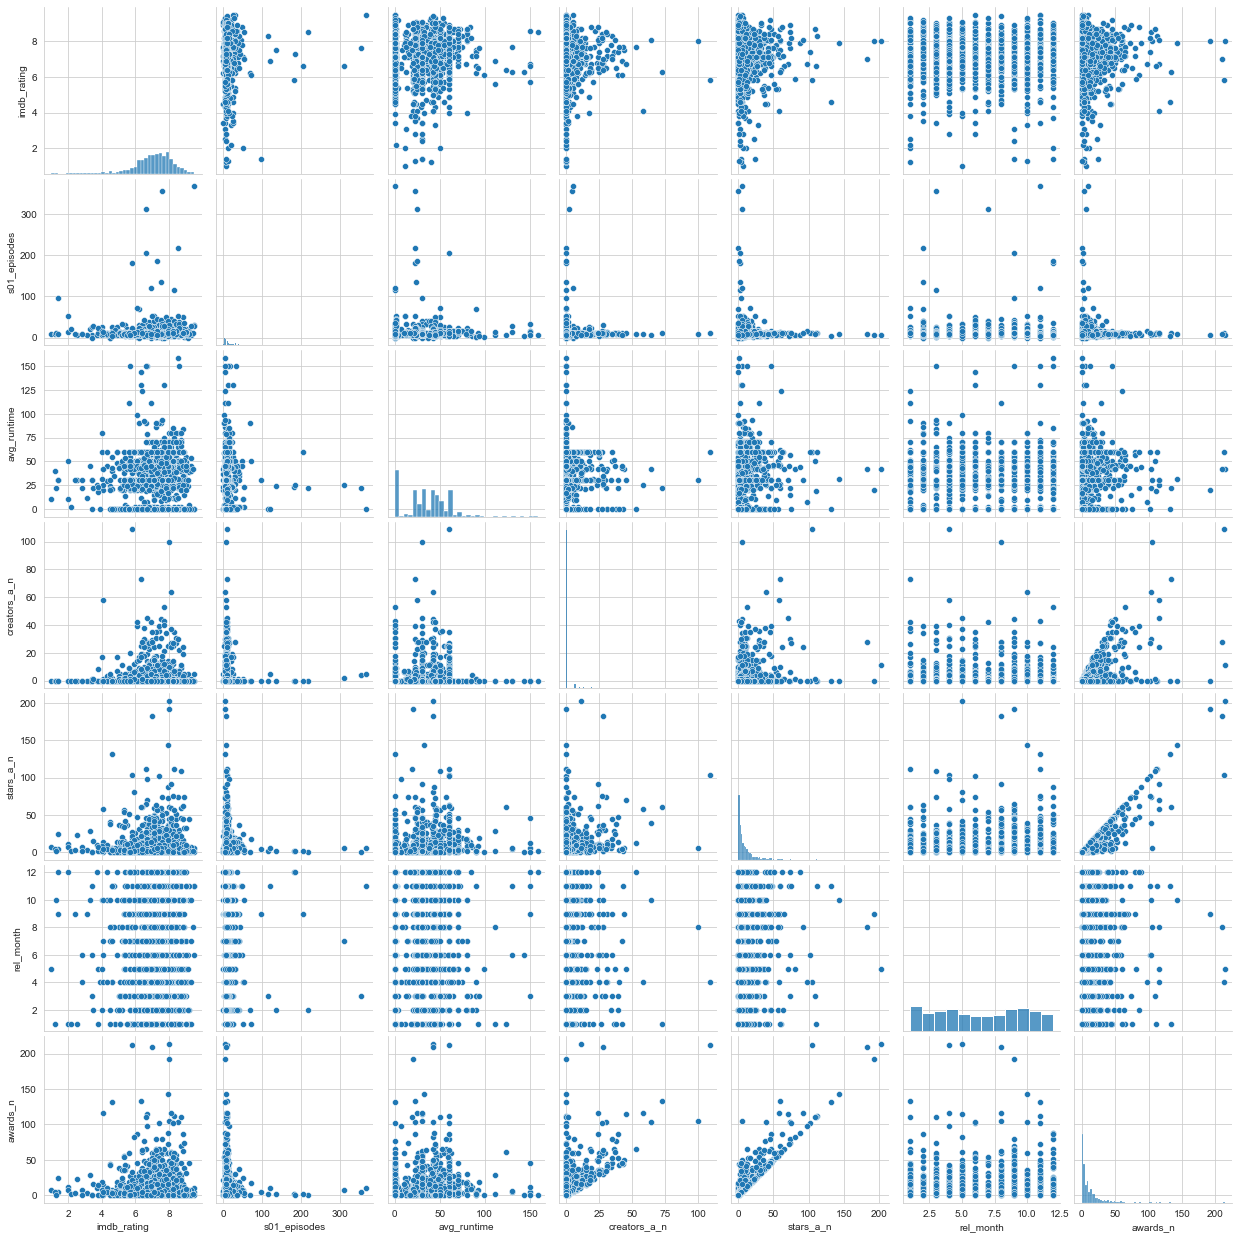 imdb_rating
8
6
4
2
s01_episodes
300
200
100
0
avg_runtime
150
125
100
75
50
25
0
creators_a_n
100
80
60
40
20
0
stars_a_n
200
150
100
50
0
rel_month
12
10
8
6
4
2
awards_n
200
150
100
50
0
2 4 6 8
0 100 200 300
0 50 100 150
0 25 50 75 100
0 50 100 150 200
2.5 5.0 7.5 10.0 12.5
0 50 100 150 200
imdb_rating s01_episodes avg_runtime creators_a_n stars_a_n rel_month awards_n